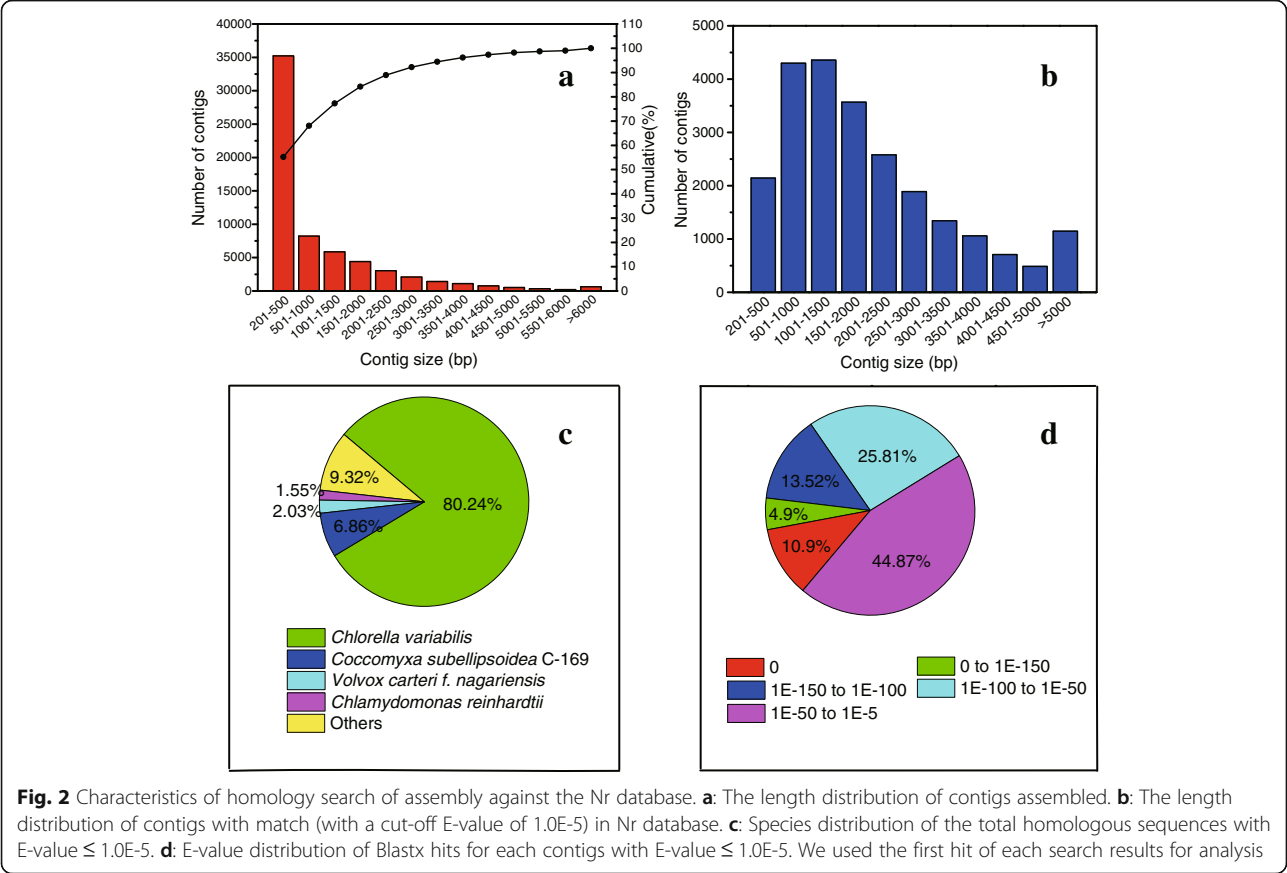 40000
35000
30000
25000
20000
15000
10000
5000
0
Number of contigs
110
100
90
80
70
60
50
40
30
20
10
0
Cumulative(%)
a
201-500
501-1000
1001-1500
1501-2000
2001-2500
2501-3000
3001-3500
3501-4000
4001-4500
4501-5000
5001-5500
5501-6000
>6000
Contig size (bp)
5000
4000
3000
2000
1000
0
Number of contigs
b
201-500
501-1000
1001-1500
1501-2000
2001-2500
2501-3000
3001-3500
3501-4000
4001-4500
4501-5000
>5000
Contig size (bp)
c
9.32%
1.55%
2.03%
6.86%
80.24%
Chlorella variabilis
Coccomyxa subellipsoidea C-169
Volvox carteri f. nagariensis
Chlamydomonas reinhardtii
Others
d
25.81%
13.52%
4.9%
10.9%
44.87%
0
0 to 1E-150
1E-150 to 1E-100
1E-100 to 1E-50
1E-50 to 1E-5
Fig. 2 Characteristics of homology search of assembly against the Nr database. a: The length distribution of contigs assembled. b: The length
distribution of contigs with match (with a cut-off E-value of 1.0E-5) in Nr database. c: Species distribution of the total homologous sequences with
E-value ≤ 1.0E-5. d: E-value distribution of Blastx hits for each contigs with E-value ≤ 1.0E-5. We used the first hit of each search results for analysis